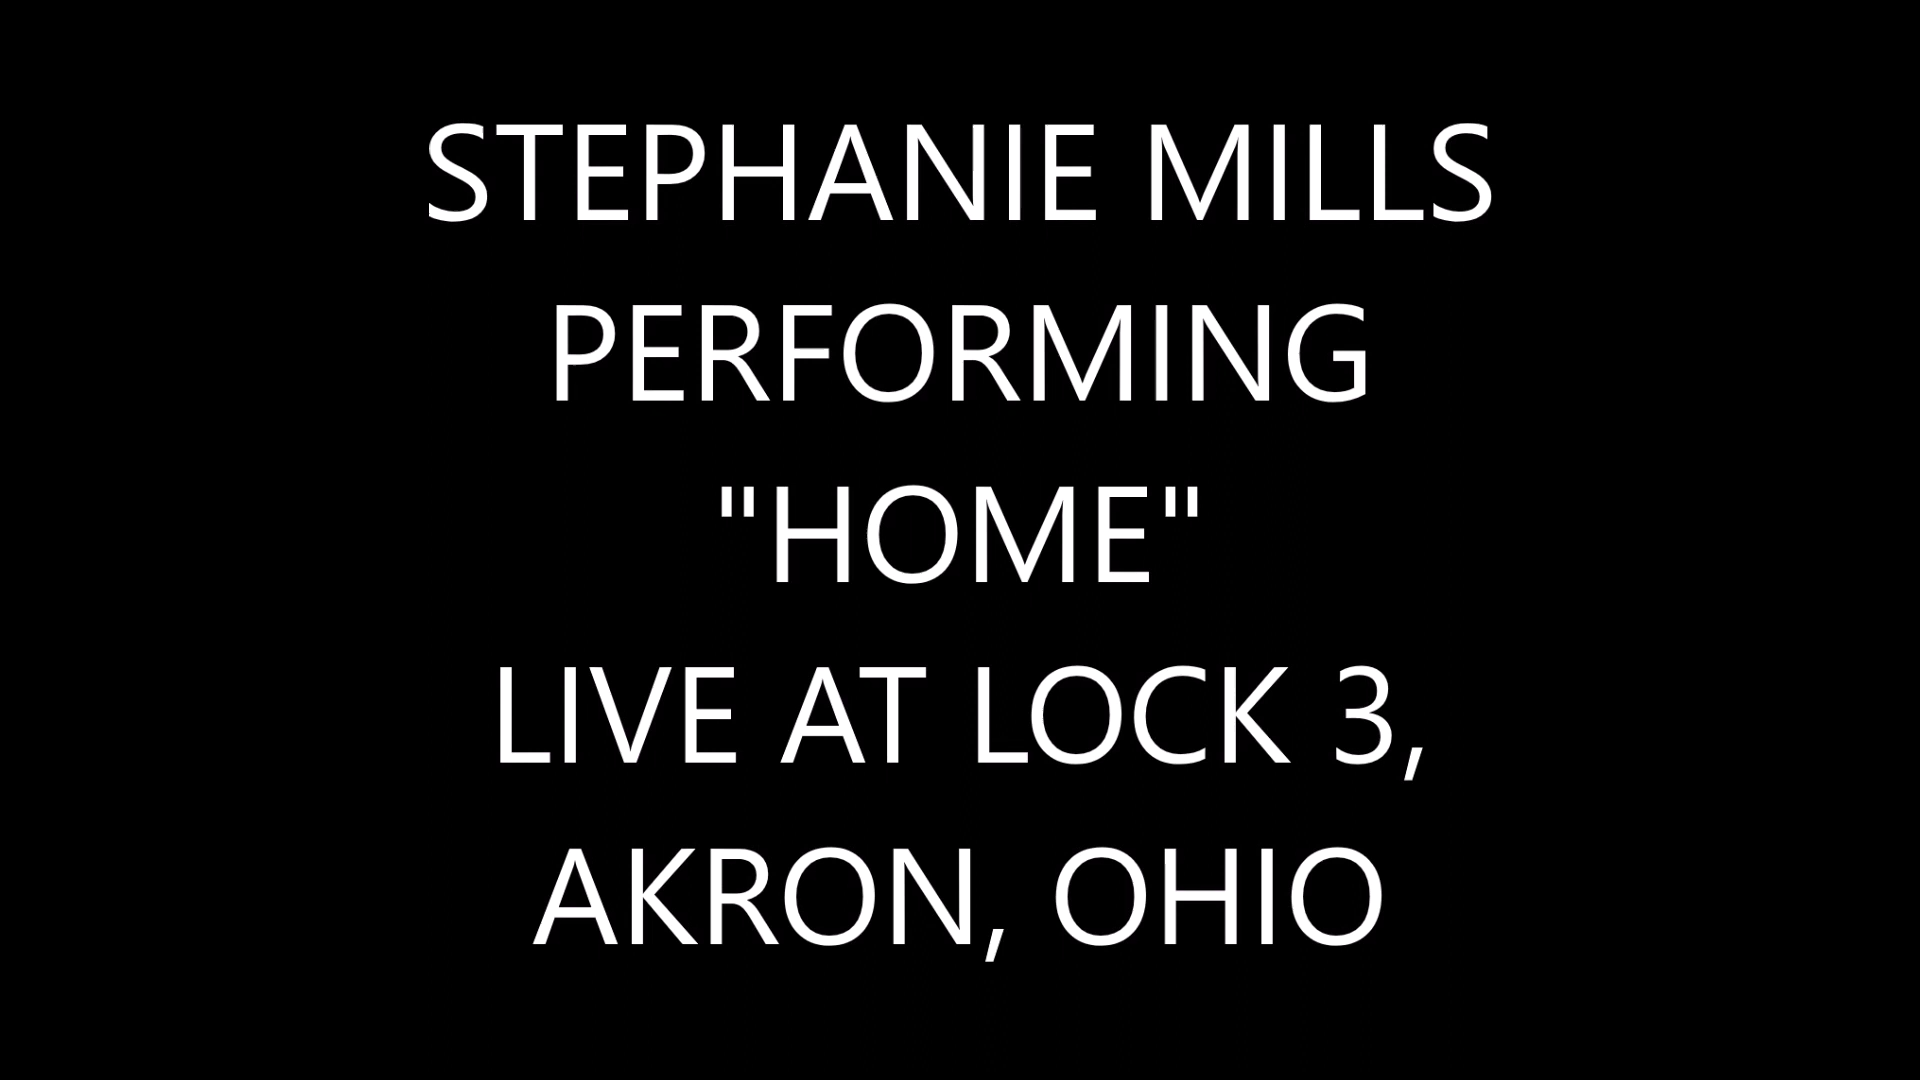 STEPHANIE MILLS
PERFORMING
"HOME"
LIVE AT LOCK 3,
AKRON, OHIO